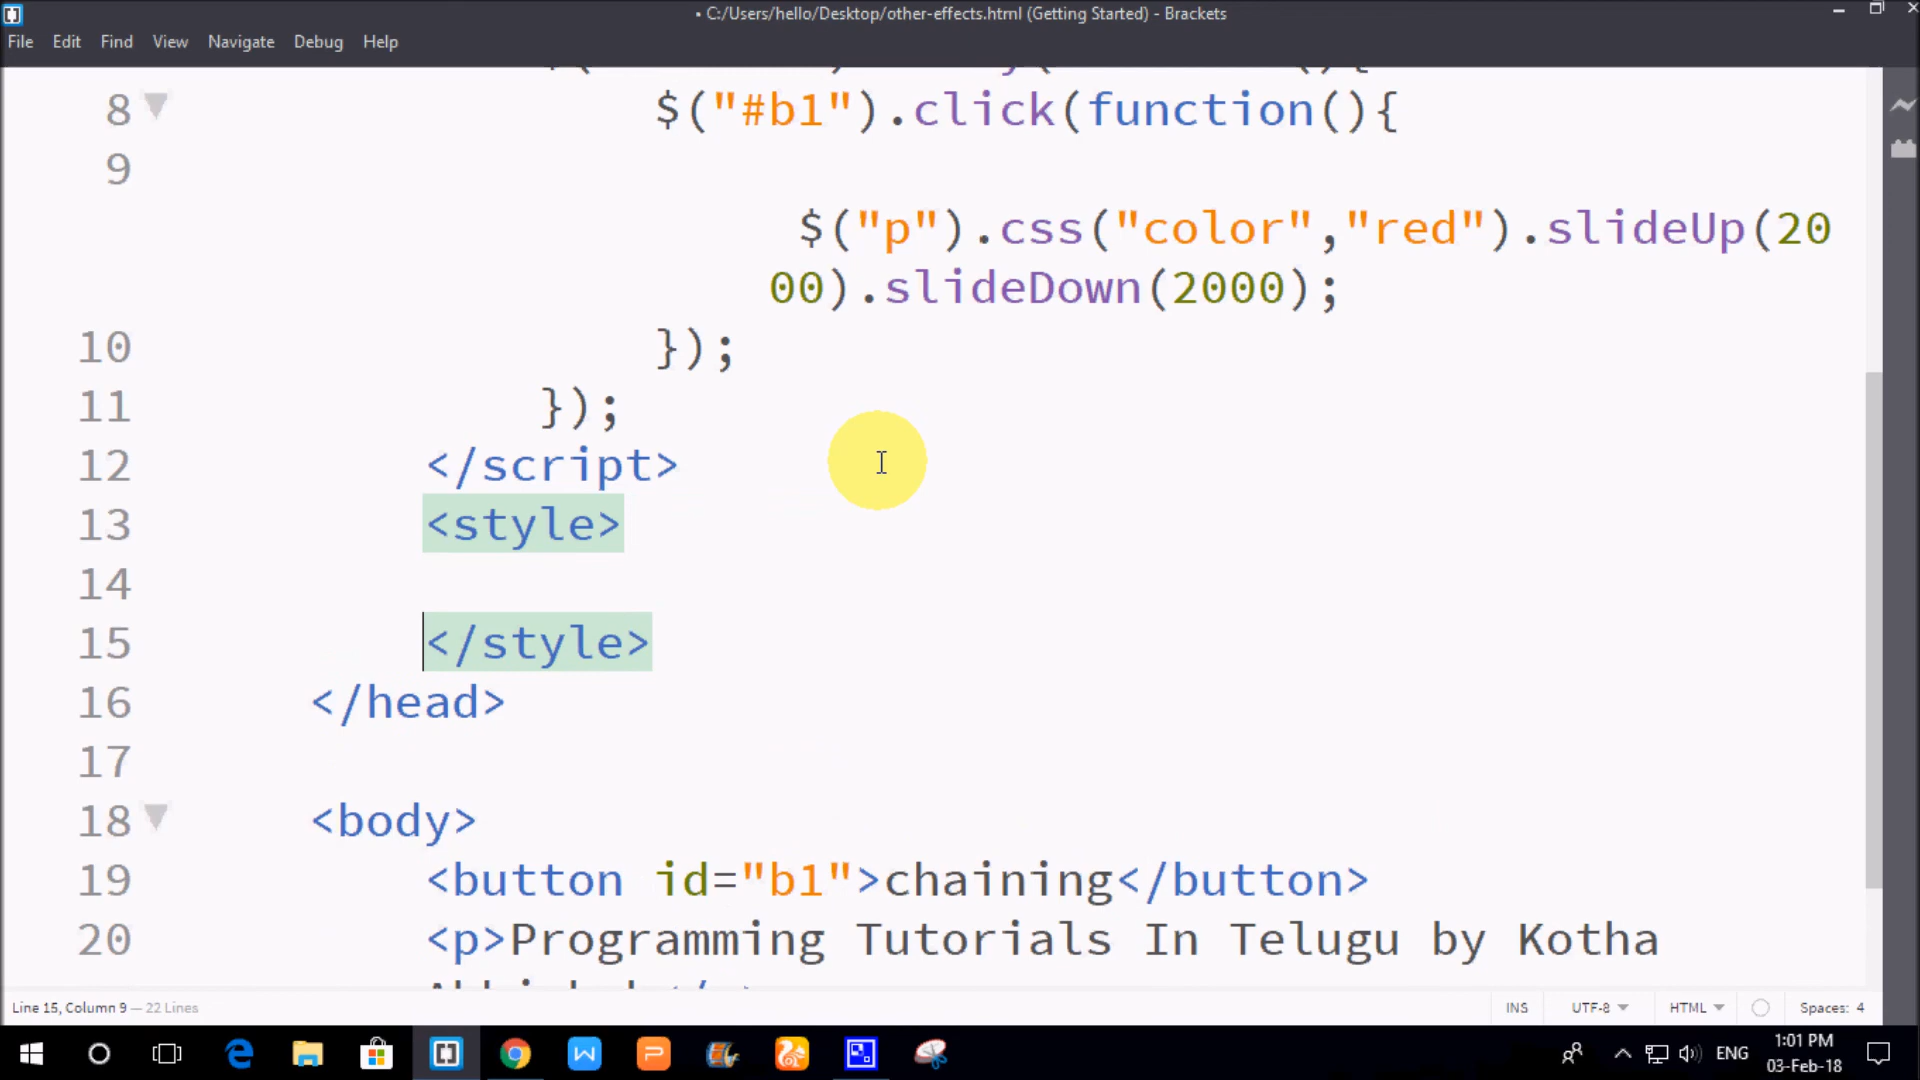 • C:/Users/hello/Desktop/other-effects.html (Getting Started) - Brackets
File Edit Find View Navigate Debug Help
8 $("#b1").click(function(){
9
$("p").css("color","red").slideUp(20
00).slideDown(2000);
10 });
11 });
12 </script>
13 <style>
14
15 </style>
16 </head>
17
18 <body>
19 <button id="b1">chaining</button>
20 <p>Programming Tutorials In Telugu by Kotha
Line 15, Column 9 — 22 Lines
INS UTF-8 HTML Spaces: 4
ENG
1:01 PM
03-Feb-18